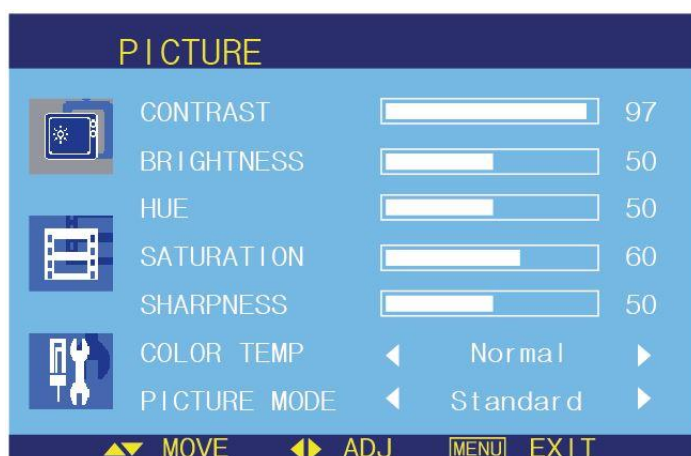 PICTURE
CONTRAST 97
BRIGHTNESS 50
HUE 50
SATURATION 60
SHARPNESS 50
COLOR TEMP Normal
PICTURE MODE Standard
MOVE ADJ MENU EXIT